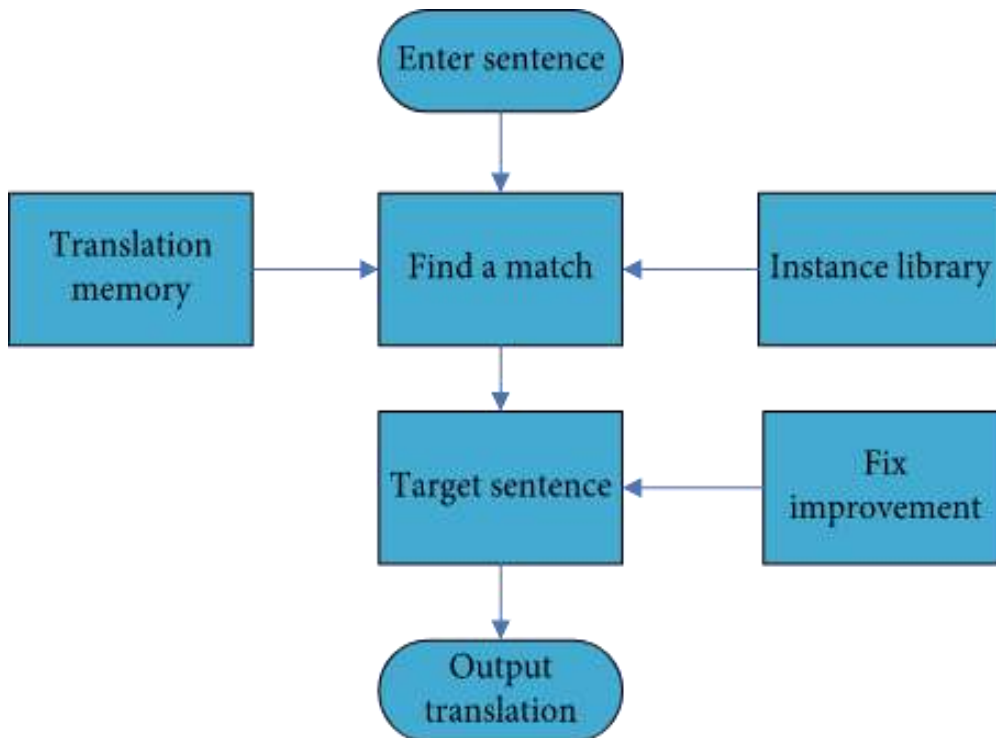 Enter sentence
Translation
memory
Find a match
Instance library
Target sentence
Fix
improvement
Output
translation